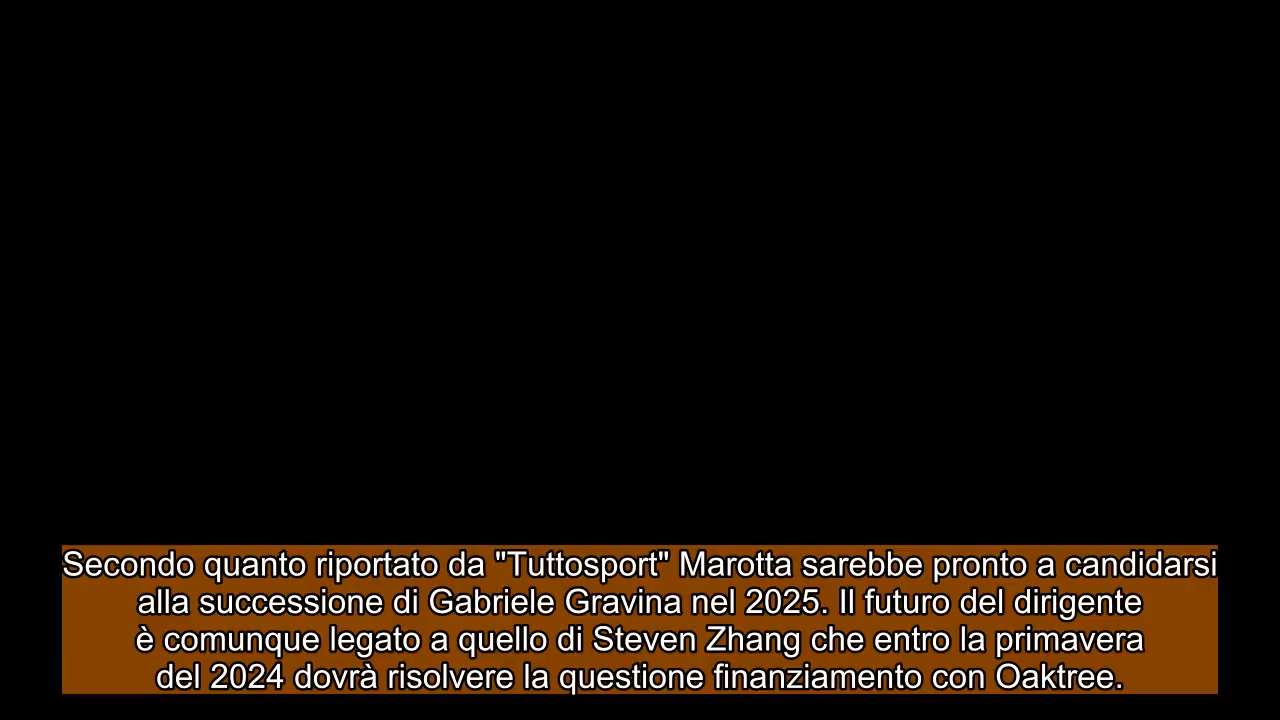 Secondo quanto riportato da "Tuttosport" Marotta sarebbe pronto a candidarsi
alla successione di Gabriele Gravina nel 2025. Il futuro del dirigente
è comunque legato a quello di Steven Zhang che entro la primavera
del 2024 dovrà risolvere la questione finanziamento con Oaktree.